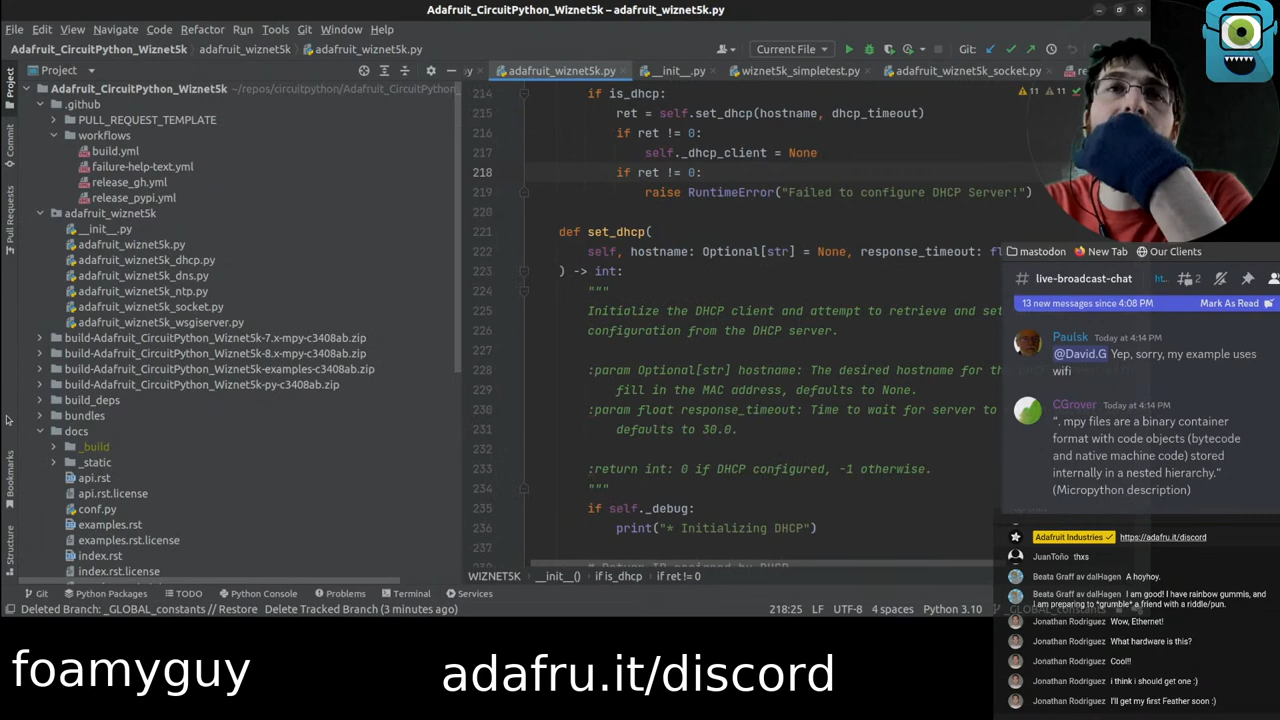 Adafruit_CircuitPython_Wiznet5k – adafruit_wiznet5k.py
File Edit View Navigate Code Refactor Run Tools Git Window Help
Adafruit_CircuitPython_Wiznet5k adafruit_wiznet5k adafruit_wiznet5k.py
Current File Git:
Project
adafruit_wiznet5k.py __init__.py wiznet5k_simpletest.py adafruit_wiznet5k_socket.py
Project
Commit
Pull Requests
Bookmarks
Structure
Adafruit_CircuitPython_Wiznet5k ~/repos/circuitpython/Adafruit_CircuitPython
.github
PULL_REQUEST_TEMPLATE
workflows
build.yml
failure-help-text.yml
release_gh.yml
release_pypi.yml
adafruit_wiznet5k
__init__.py
adafruit_wiznet5k.py
adafruit_wiznet5k_dhcp.py
adafruit_wiznet5k_dns.py
adafruit_wiznet5k_ntp.py
adafruit_wiznet5k_socket.py
adafruit_wiznet5k_wsgiserver.py
build-Adafruit_CircuitPython_Wiznet5k-7.x-mpy-c3408ab.zip
build-Adafruit_CircuitPython_Wiznet5k-8.x-mpy-c3408ab.zip
build-Adafruit_CircuitPython_Wiznet5k-examples-c3408ab.zip
build-Adafruit_CircuitPython_Wiznet5k-py-c3408ab.zip
build_deps
bundles
docs
_build
_static
api.rst
api.rst.license
conf.py
examples.rst
examples.rst.license
index.rst
index.rst.license
11 11
214 if is_dhcp:
215 ret = self.set_dhcp(hostname, dhcp_timeout)
216 if ret != 0:
217 self._dhcp_client = None
218 if ret != 0:
219 raise RuntimeError("Failed to configure DHCP Server!")
220
221 def set_dhcp(
222 self, hostname: Optional[str] = None, response_timeout: fl
223 ) -> int:
224 """
225 Initialize the DHCP client and attempt to retrieve and set
226 configuration from the DHCP server.
227
228 :param Optional[str] hostname: The desired hostname for the
229 fill in the MAC address, defaults to None.
230 :param float response_timeout: Time to wait for server to
231 defaults to 30.0.
232
233 :return int: 0 if DHCP configured, -1 otherwise.
234 """
235 if self._debug:
236 print("* Initializing DHCP")
237
WIZNET5K __init__() if is_dhcp if ret != 0
Git Python Packages TODO Python Console Problems Terminal Services
Deleted Branch: _GLOBAL_constants // Restore Delete Tracked Branch (3 minutes ago) 218:25 LF UTF-8 4 spaces Python 3.10 _GLOBAL_constants
mastodon New Tab Our Clients
# live-broadcast-chat ht... 2
13 new messages since 4:08 PM Mark As Read
Paulsk Today at 4:14 PM
@David.G Yep, sorry, my example uses
wifi
CGrover Today at 4:14 PM
". mpy files are a binary container
format with code objects (bytecode
and native machine code) stored
internally in a nested hierarchy."
(Micropython description)
Adafruit Industries https://adafru.it/discord
JuanToño thxs
Beata Graff av dalHagen A hoyhoy.
Beata Graff av dalHagen I am good! I have rainbow gummis, and
I am preparing to *grumble* a friend with a riddle/pun.
Jonathan Rodriguez Wow, Ethernet!
Jonathan Rodriguez What hardware is this?
Jonathan Rodriguez Cool!!
Jonathan Rodriguez i think i should get one :)
Jonathan Rodriguez I'll get my first Feather soon :)
foamyguy adafru.it/discord